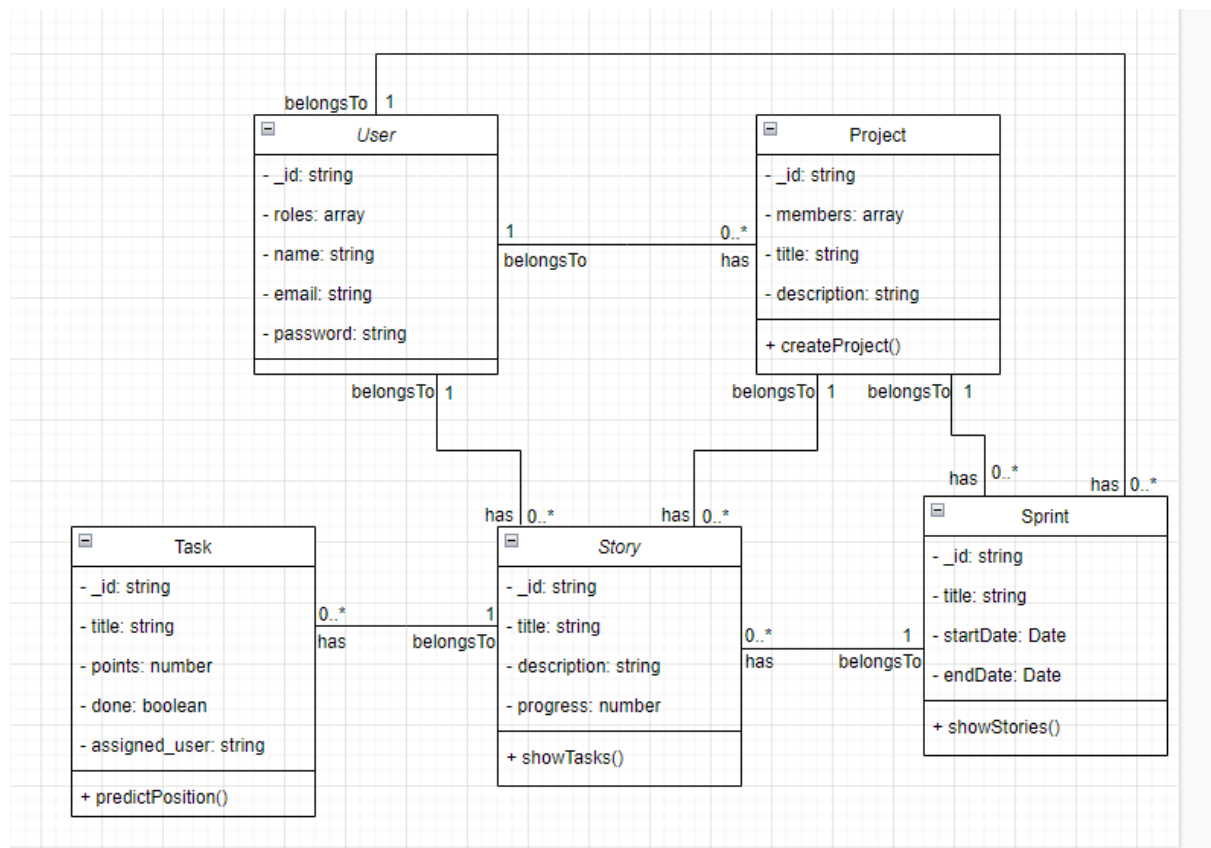 belongsTo 1
User
- _id: string
- roles: array
- name: string
- email: string
- password: string
Project
- _id: string
- members: array
- title: string
- description: string
+ createProject()
1
belongsTo
0..*
has
belongsTo 1
belongsTo 1
belongsTo 1
has 0..*
has 0..*
has 0..*
has 0..*
Task
- _id: string
- title: string
- points: number
- done: boolean
- assigned_user: string
+ predictPosition()
0..*
has
1
belongsTo
Story
- _id: string
- title: string
- description: string
- progress: number
+ showTasks()
0..*
has
1
belongsTo
Sprint
- _id: string
- title: string
- startDate: Date
- endDate: Date
+ showStories()